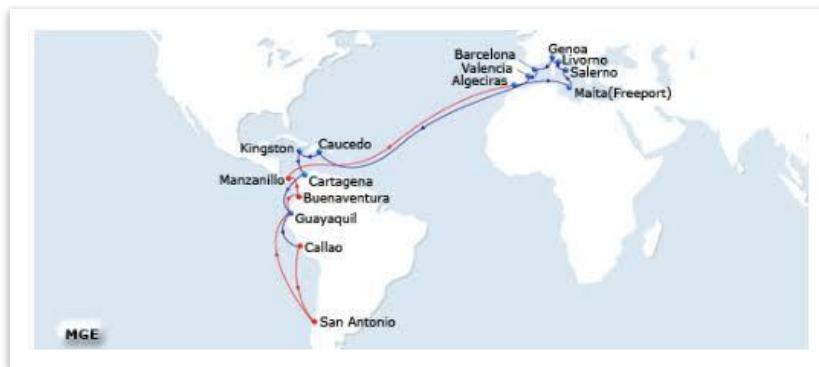 Genoa
Barcelona
Livorno
Valencia
Salerno
Algeciras
Malta(Freeport)
Kingston
Caucedo
Manzanillo
Cartagena
Buenaventura
Guayaquil
Callao
San Antonio
MGE